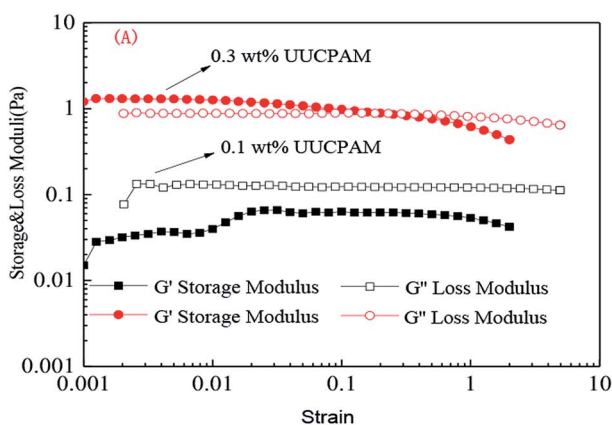 10
(A)
0.3 wt% UUCPAM
1
0.1 wt% UUCPAM
0.1
0.01
G' Storage Modulus
G" Loss Modulus
G' Storage Modulus
G" Loss Modulus
0.001
0.001
0.01
0.1
1
10
Storage&Loss Moduli(Pa)
Strain